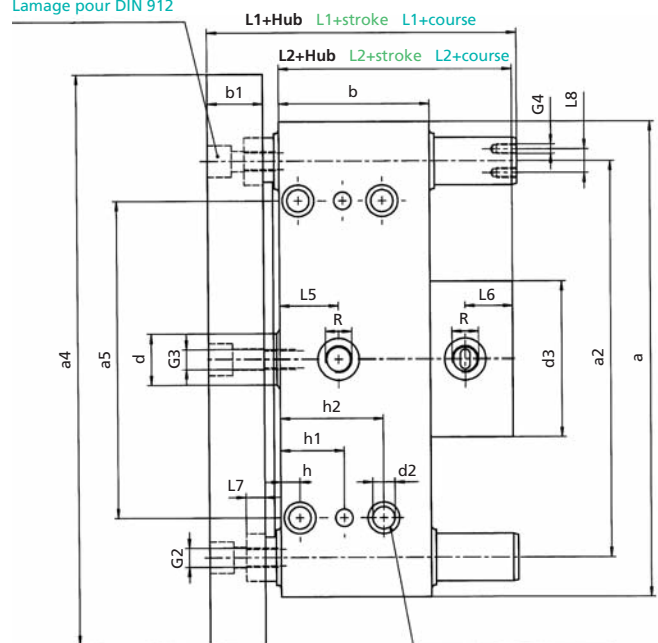 Lamage pour DIN 912
L1+Hub L1+stroke L1+course
L2+Hub L2+stroke L2+course
b1
b
G4
L8
L5
L6
R
R
a4
a5
d
G3
d3
a2
a
h2
h1
h
d2
L7
G2